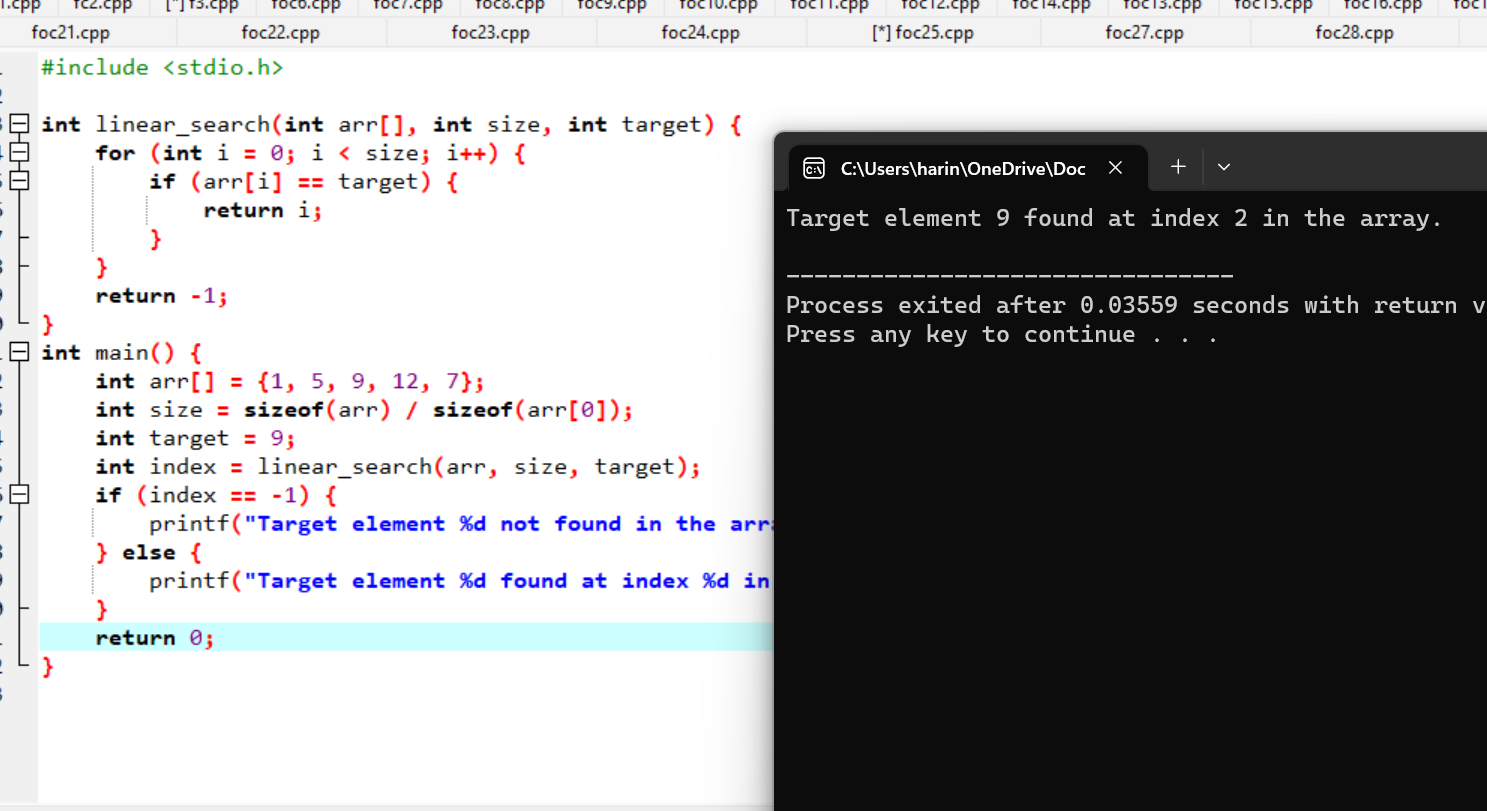 fc2.cpp [*] f3.cpp foc6.cpp foc7.cpp foc8.cpp foc9.cpp foc10.cpp foc11.cpp foc12.cpp foc14.cpp foc13.cpp foc15.cpp foc16.cpp
foc21.cpp foc22.cpp foc23.cpp foc24.cpp [*] foc25.cpp foc27.cpp foc28.cpp
#include <stdio.h>
int linear_search(int arr[], int size, int target) {
for (int i = 0; i < size; i++) {
if (arr[i] == target) {
return i;
}
}
return -1;
}
int main() {
int arr[] = {1, 5, 9, 12, 7};
int size = sizeof(arr) / sizeof(arr[0]);
int target = 9;
int index = linear_search(arr, size, target);
if (index == -1) {
printf("Target element %d not found in the arr
} else {
printf("Target element %d found at index %d in
}
return 0;
}
C:\Users\harin\OneDrive\Doc
Target element 9 found at index 2 in the array.
--------------------------------
Process exited after 0.03559 seconds with return v
Press any key to continue . . .